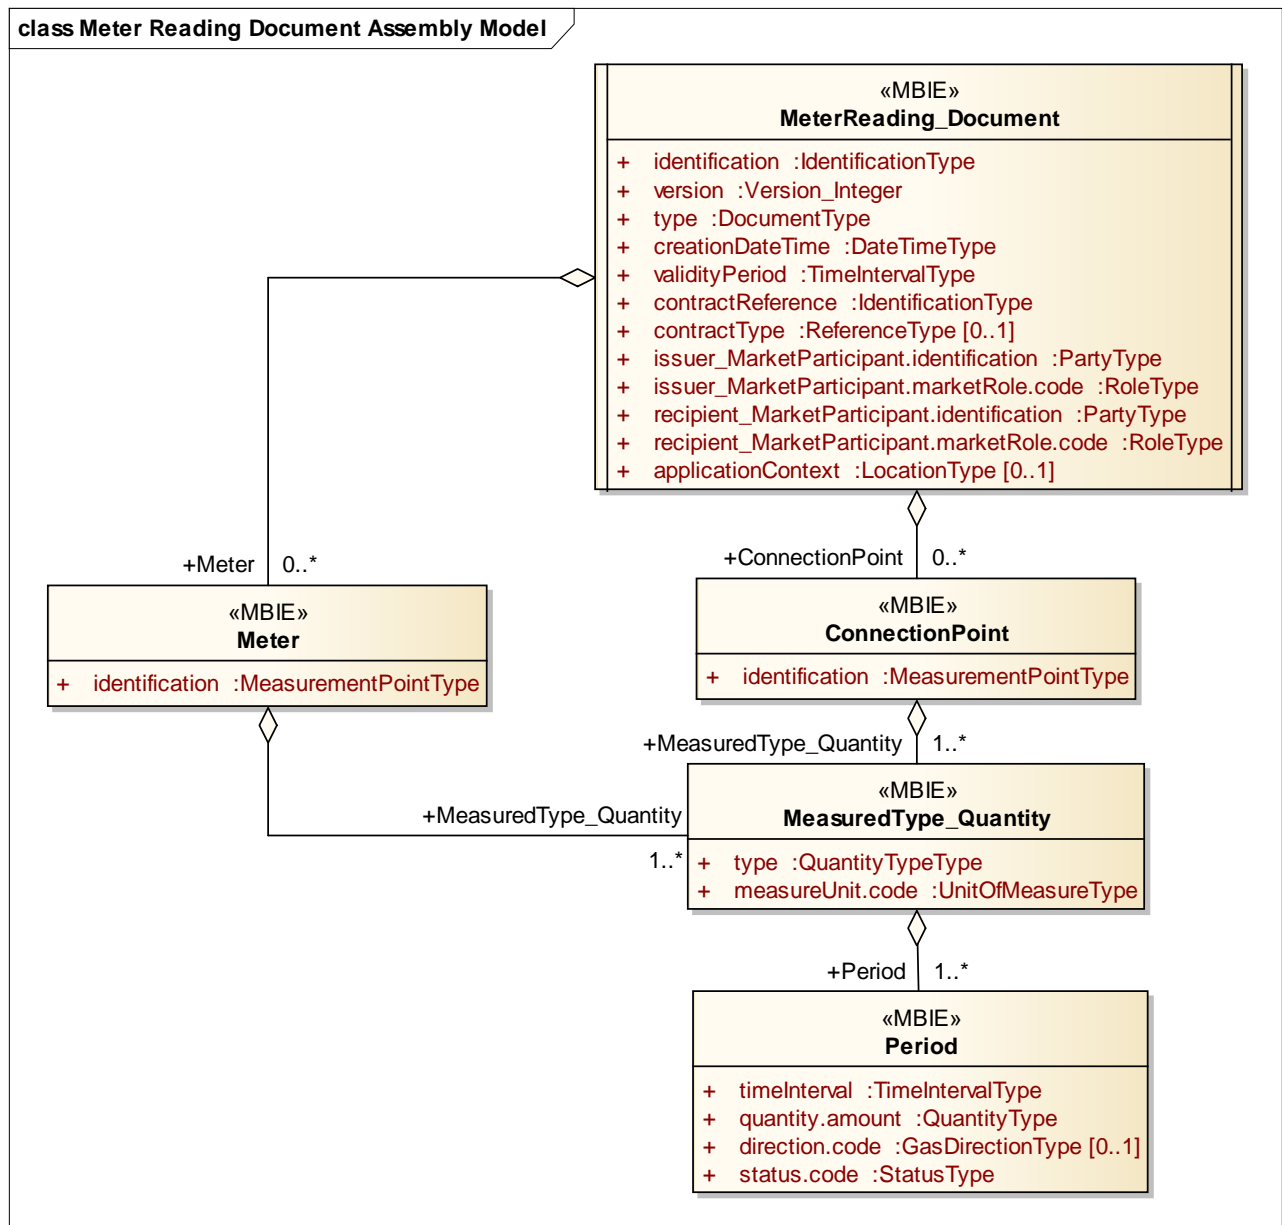 class Meter Reading Document Assembly Model
«MBIE»
MeterReading_Document
+ identification :IdentificationType
+ version :Version_Integer
+ type :DocumentType
+ creationDateTime :DateTimeType
+ validityPeriod :TimeIntervalType
+ contractReference :IdentificationType
+ contractType :ReferenceType [0..1]
+ issuer_MarketParticipant.identification :PartyType
+ issuer_MarketParticipant.marketRole.code :RoleType
+ recipient_MarketParticipant.identification :PartyType
+ recipient_MarketParticipant.marketRole.code :RoleType
+ applicationContext :LocationType [0..1]
+Meter 0..*
+ConnectionPoint 0..*
«MBIE»
Meter
+ identification :MeasurementPointType
«MBIE»
ConnectionPoint
+ identification :MeasurementPointType
+MeasuredType_Quantity 1..*
+MeasuredType_Quantity
1..*
«MBIE»
MeasuredType_Quantity
+ type :QuantityTypeType
+ measureUnit.code :UnitOfMeasureType
+Period 1..*
«MBIE»
Period
+ timeInterval :TimeIntervalType
+ quantity.amount :QuantityType
+ direction.code :GasDirectionType [0..1]
+ status.code :StatusType